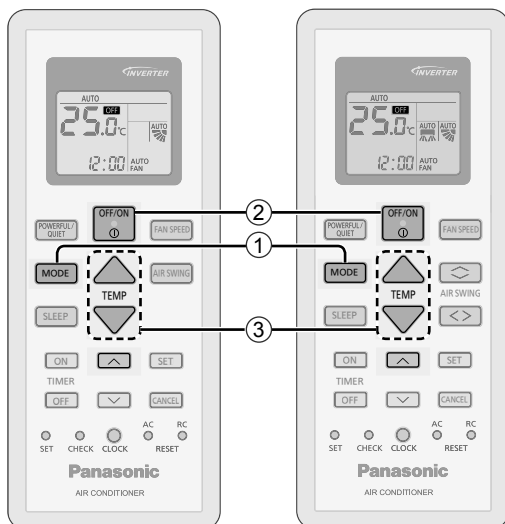 INVERTER
AUTO
OFF
25.0°C
AUTO
12:00 AUTO FAN
POWERFUL/
QUIET
OFF/ON
FAN SPEED
MODE
TEMP
AIR SWING
SLEEP
ON
SET
TIMER
OFF
CANCEL
AC RC
SET CHECK CLOCK RESET
Panasonic
AIR CONDITIONER
2
1
3
INVERTER
AUTO
OFF
25.0°C
AUTO AUTO
12:00 AUTO FAN
POWERFUL/
QUIET
OFF/ON
FAN SPEED
MODE
TEMP
AIR SWING
SLEEP
ON
SET
TIMER
OFF
CANCEL
AC RC
SET CHECK CLOCK RESET
Panasonic
AIR CONDITIONER